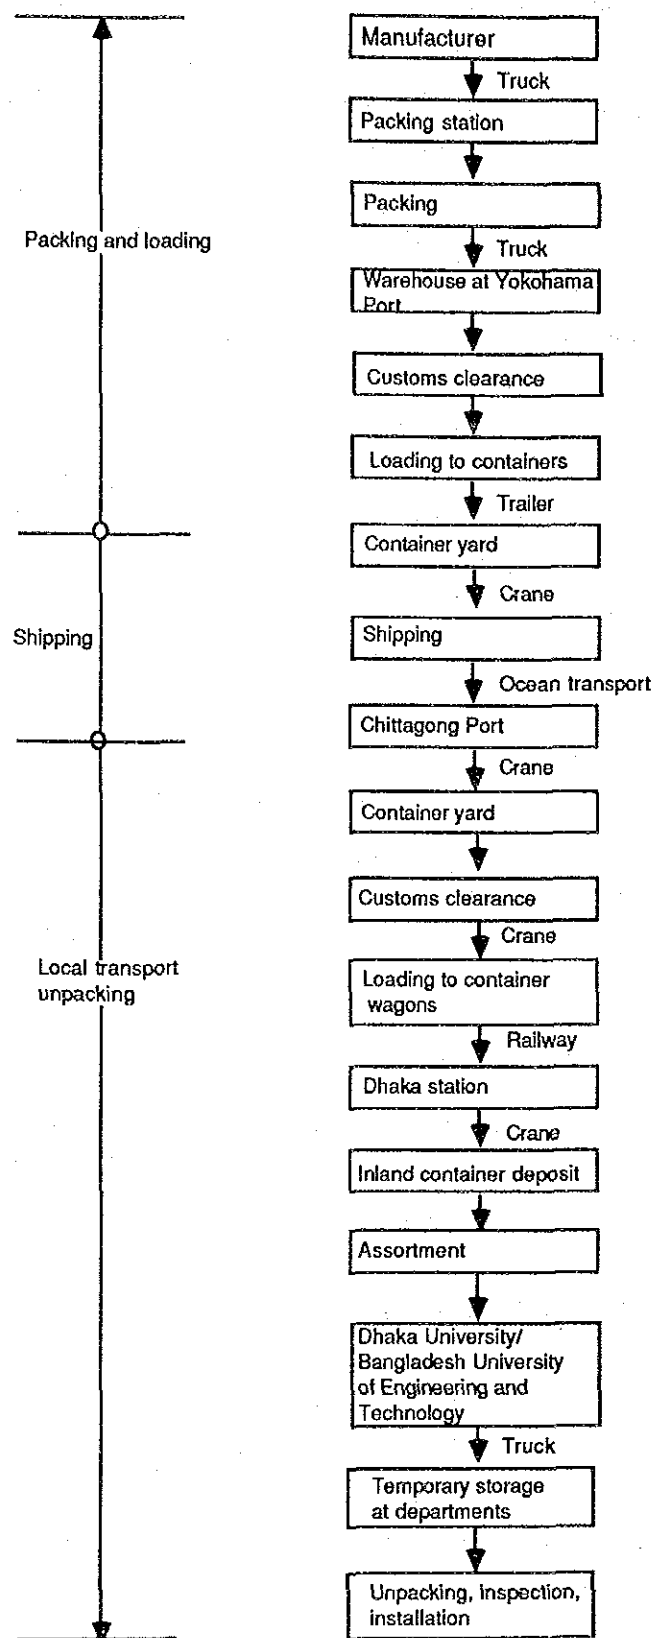 Manufacturer
Truck
Packing station
Packing
Packing and loading
Truck
Warehouse at Yokohama
Port
Customs clearance
Loading to containers
Trailer
Container yard
Crane
Shipping
Shipping
Ocean transport
Chittagong Port
Crane
Container yard
Customs clearance
Crane
Local transport
unpacking
Loading to container
wagons
Railway
Dhaka station
Crane
Inland container deposit
Assortment
Dhaka University/
Bangladesh University
of Engineering and
Technology
Truck
Temporary storage
at departments
Unpacking, inspection,
installation